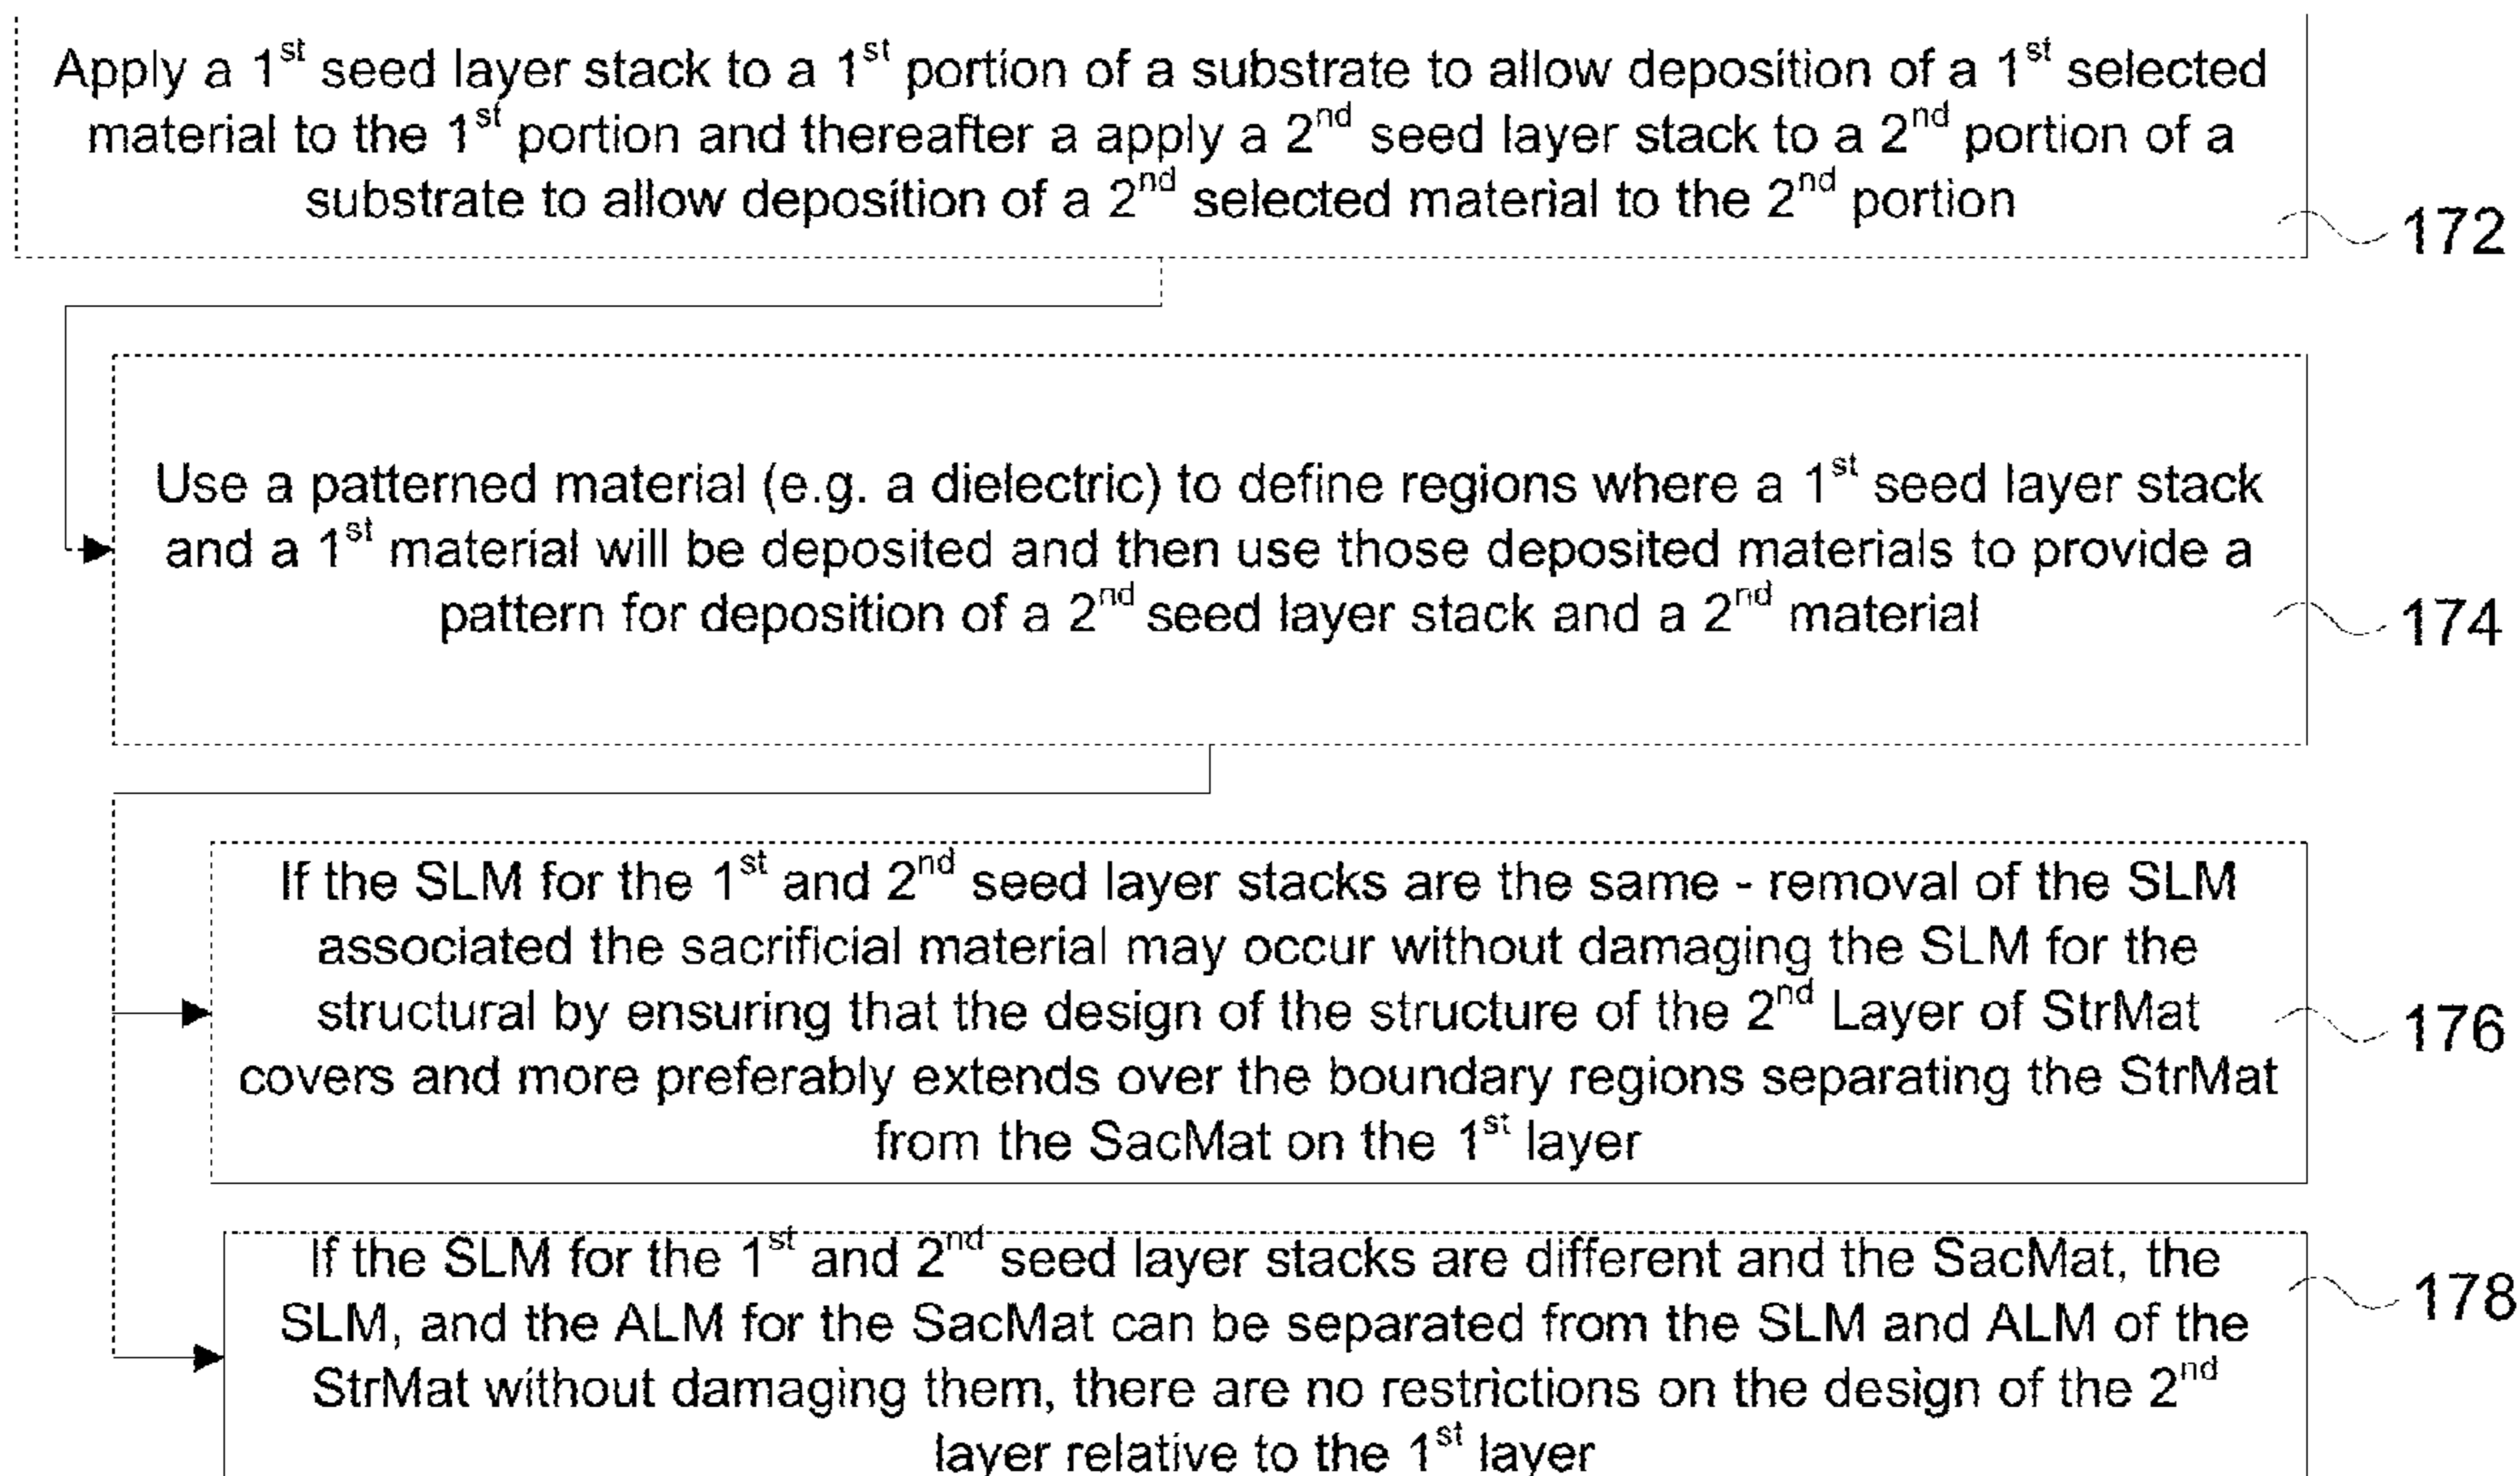 Apply a 1st seed layer stack to a 1st portion of a substrate to allow deposition of a 1st selected
material to the 1st portion and thereafter a apply a 2nd seed layer stack to a 2nd portion of a
substrate to allow deposition of a 2nd selected material to the 2nd portion
172
Use a patterned material (e.g. a dielectric) to define regions where a 1st seed layer stack
and a 1st material will be deposited and then use those deposited materials to provide a
pattern for deposition of a 2nd seed layer stack and a 2nd material
174
If the SLM for the 1st and 2nd seed layer stacks are the same - removal of the SLM
associated the sacrificial material may occur without damaging the SLM for the
structural by ensuring that the design of the structure of the 2nd Layer of StrMat
covers and more preferably extends over the boundary regions separating the StrMat
from the SacMat on the 1st layer
176
If the SLM for the 1st and 2nd seed layer stacks are different and the SacMat, the
SLM, and the ALM for the SacMat can be separated from the SLM and ALM of the
StrMat without damaging them, there are no restrictions on the design of the 2nd
layer relative to the 1st layer
178